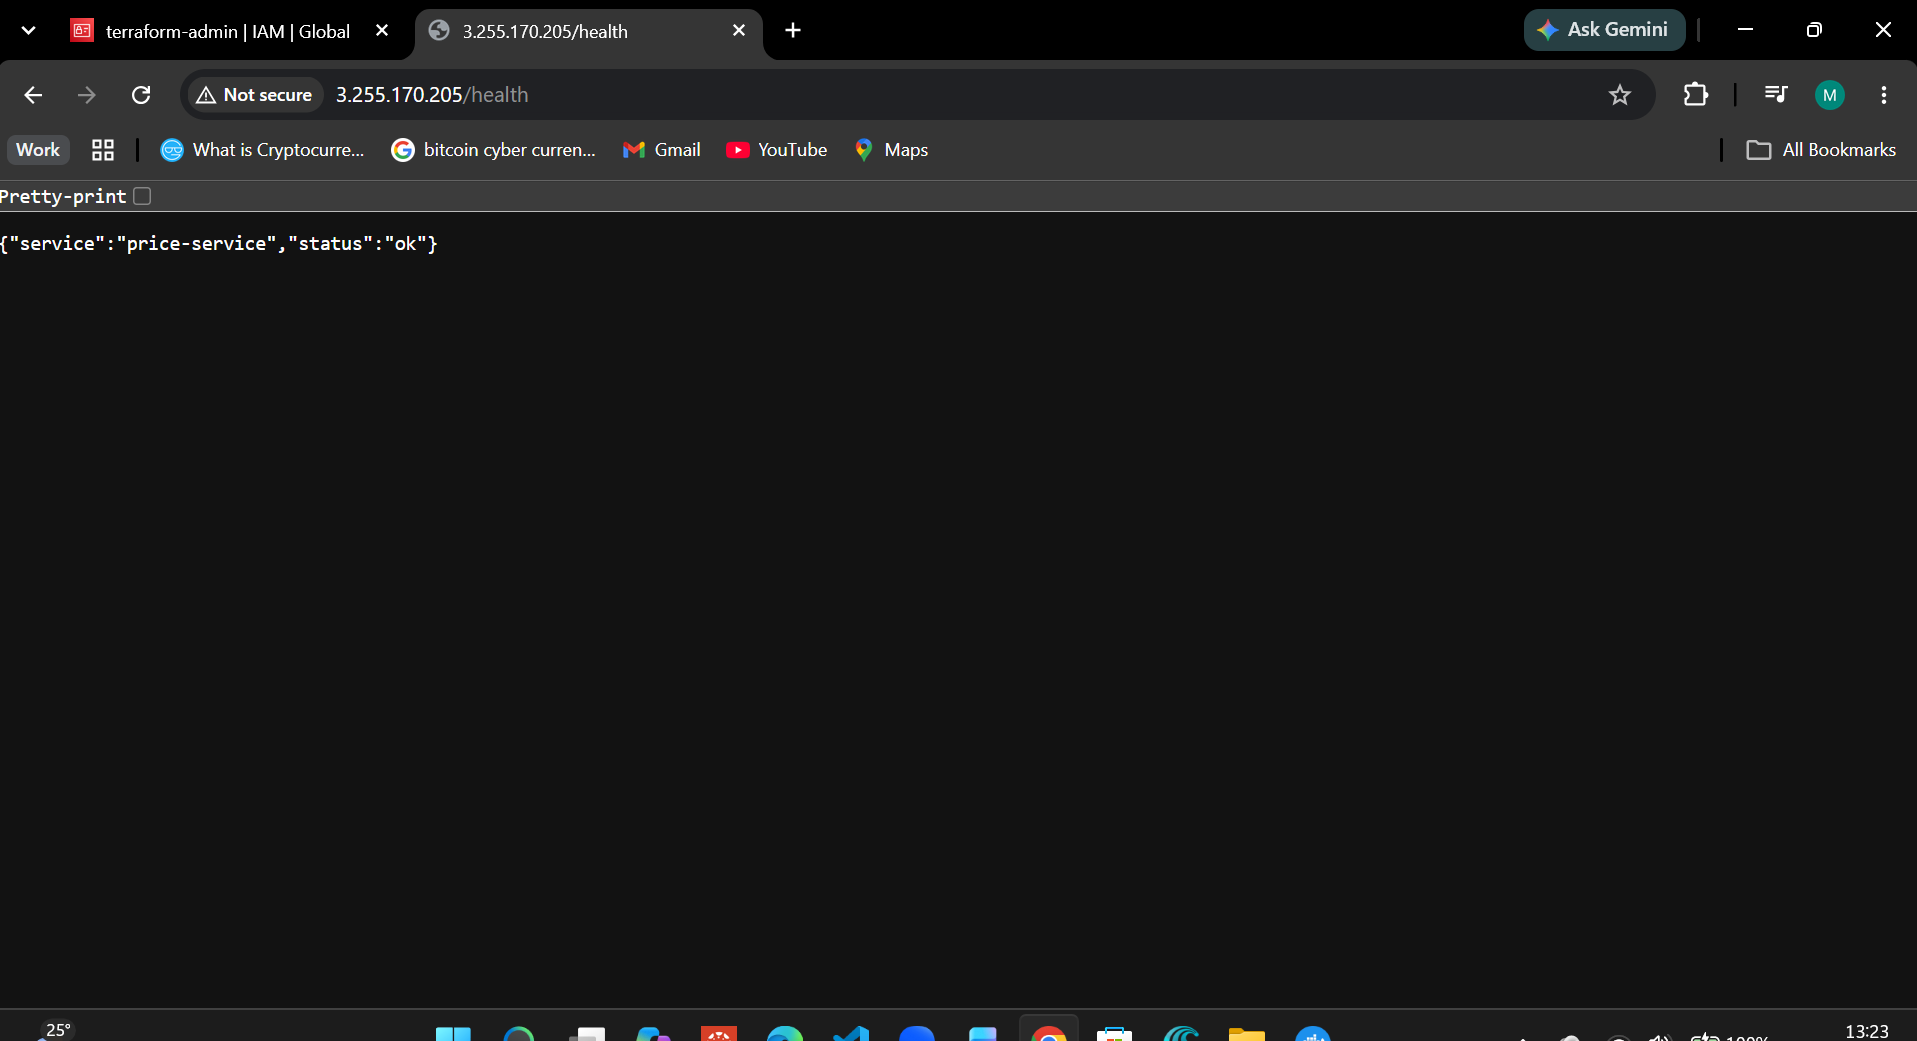 terraform-admin | IAM | Global
3.255.170.205/health
Ask Gemini
Not secure
3.255.170.205/health
M
Work
What is Cryptocurre...
bitcoin cyber curren...
Gmail
YouTube
Maps
All Bookmarks
Pretty-print
{"service":"price-service","status":"ok"}
25°
100%
13:23